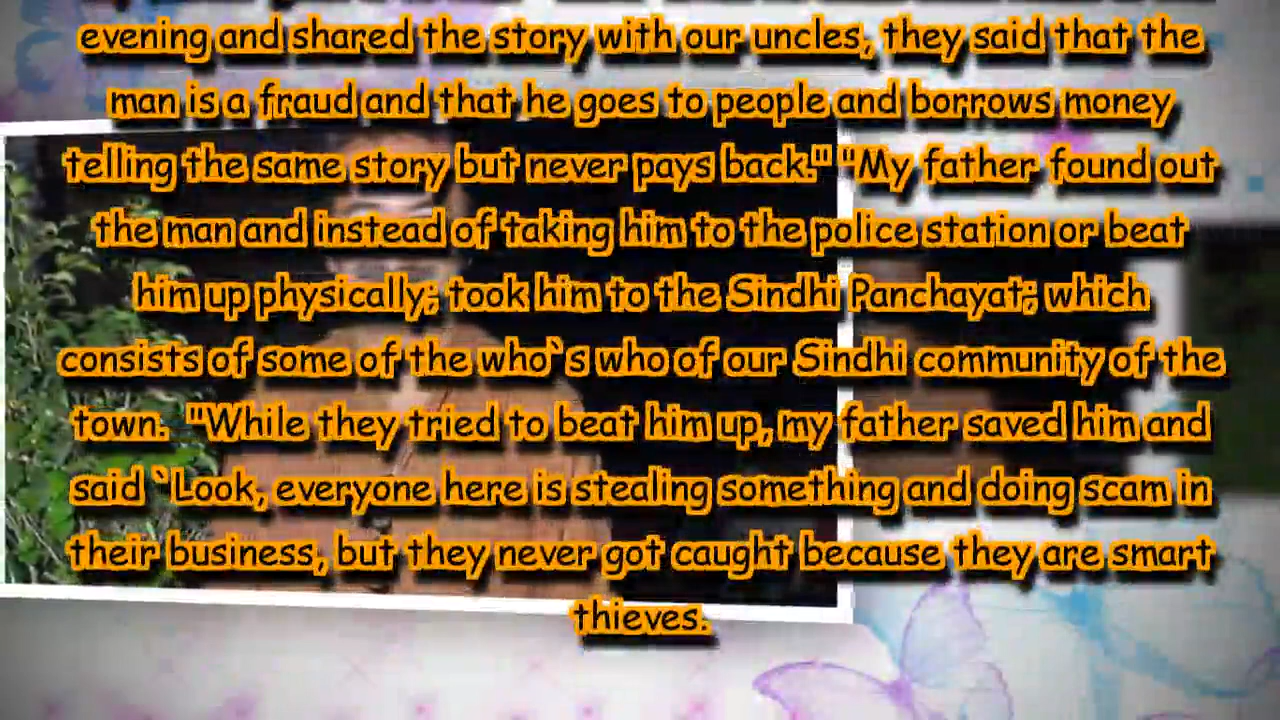 evening and shared the story with our uncles, they said that the
man is a fraud and that he goes to people and borrows money
telling the same story but never pays back." "My father found out
the man and instead of taking him to the police station or beat
him up physically; took him to the Sindhi Panchayat; which
consists of some of the who`s who of our Sindhi community of the
town. "While they tried to beat him up, my father saved him and
said `Look, everyone here is stealing something and doing scam in
their business, but they never got caught because they are smart
thieves.